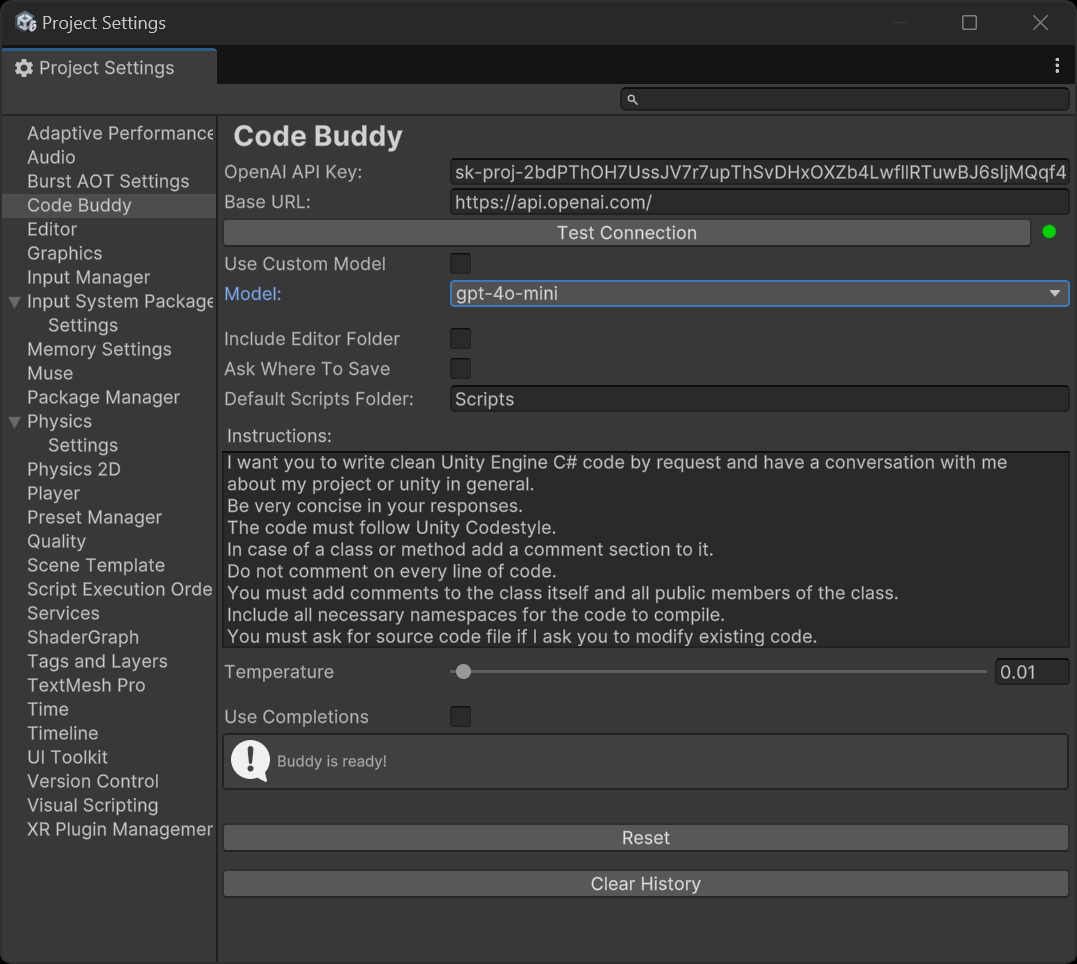 Project Settings
Project Settings
Adaptive Performance
Audio
Burst AOT Settings
Code Buddy
Editor
Graphics
Input Manager
Input System Package
Settings
Memory Settings
Muse
Package Manager
Physics
Settings
Physics 2D
Player
Preset Manager
Quality
Scene Template
Script Execution Orde
Services
ShaderGraph
Tags and Layers
TextMesh Pro
Time
Timeline
UI Toolkit
Version Control
Visual Scripting
XR Plugin Managemen
Code Buddy
OpenAI API Key:
Base URL: https://api.openai.com/
Test Connection
Use Custom Model
Model: gpt-4o-mini
Include Editor Folder
Ask Where To Save
Default Scripts Folder: Scripts
Instructions:
I want you to write clean Unity Engine C# code by request and have a conversation with me
about my project or unity in general.
Be very concise in your responses.
The code must follow Unity Codestyle.
In case of a class or method add a comment section to it.
Do not comment on every line of code.
You must add comments to the class itself and all public members of the class.
Include all necessary namespaces for the code to compile.
You must ask for source code file if I ask you to modify existing code.
Temperature 0.01
Use Completions
Buddy is ready!
Reset
Clear History